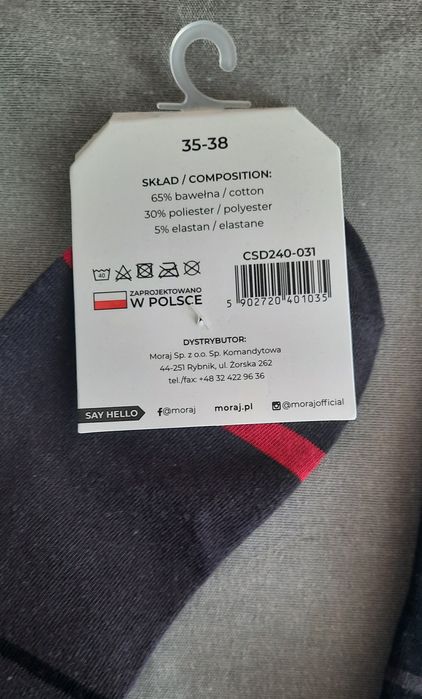 35-38
SKŁAD / COMPOSITION:
65% bawełna / cotton
30% poliester / polyester
5% elastan / elastane
CSD240-031
40
ZAPROJEKTOWANO
W POLSCE
5 902720 401035
DYSTRYBUTOR:
Moraj Sp. z o.o. Sp. Komandytowa
44-251 Rybnik, ul. Żorska 262
tel./fax: +48 32 422 96 36
SAY HELLO @moraj moraj.pl @morajofficial